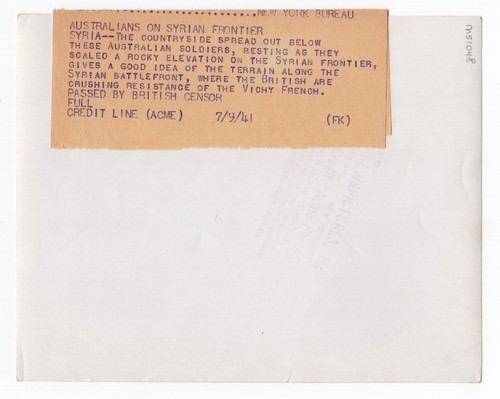 NEW YORK BUREAU
AUSTRALIANS ON SYRIAN FRONTIER
SYRIA--THE COUNTRYSIDE SPREAD OUT BELOW
THESE AUSTRALIAN SOLDIERS, RESTING AS THEY
SCALED A ROCKY ELEVATION ON THE SYRIAN FRONTIER,
GIVES A GOOD IDEA OF THE TERRAIN ALONG THE
SYRIAN BATTLEFRONT, WHERE THE BRITISH ARE
CRUSHING RESISTANCE OF THE VICHY FRENCH.
PASSED BY BRITISH CENSOR
FULL
CREDIT LINE (ACME) 7/9/41 (FK)
m51048